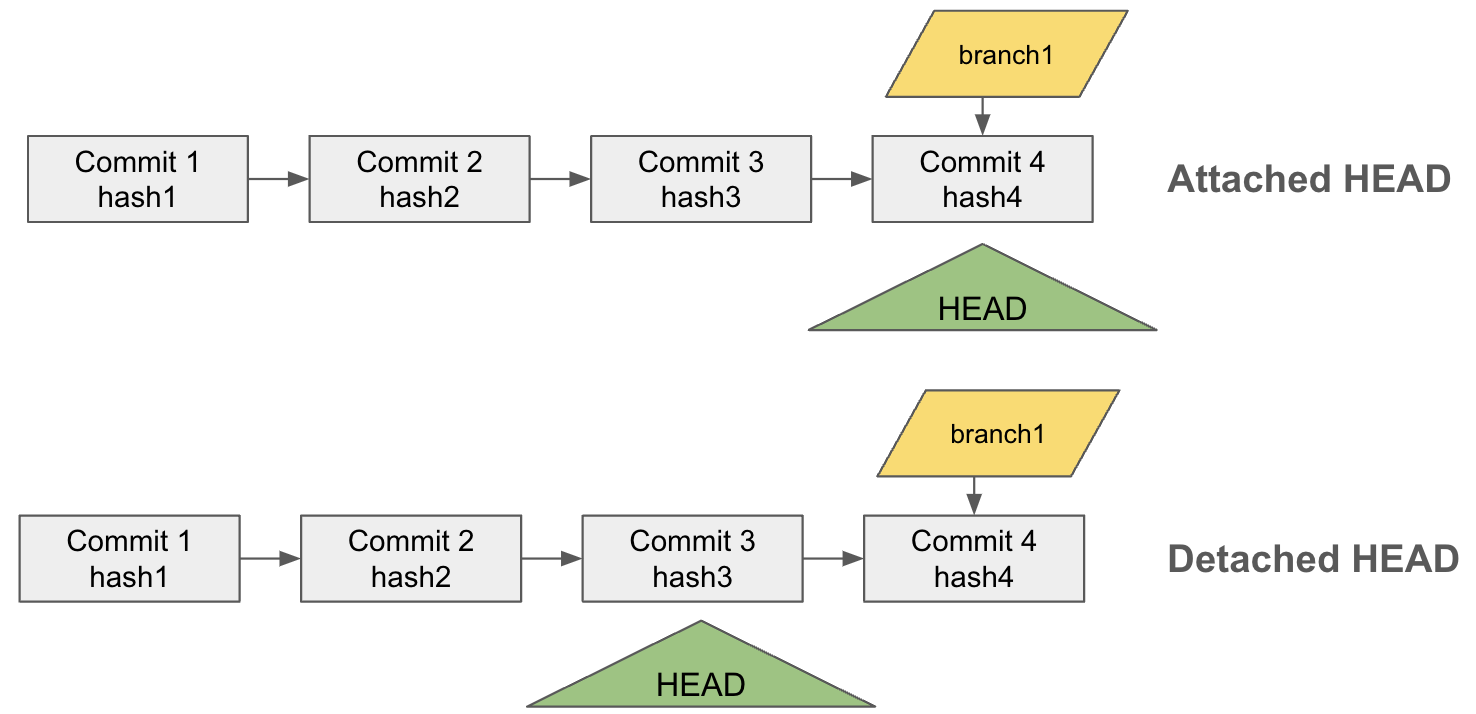 branch1
Commit 1
hash1
Commit 2
hash2
Commit 3
hash3
Commit 4
hash4
Attached HEAD
HEAD
branch1
Commit 1
hash1
Commit 2
hash2
Commit 3
hash3
Commit 4
hash4
Detached HEAD
HEAD